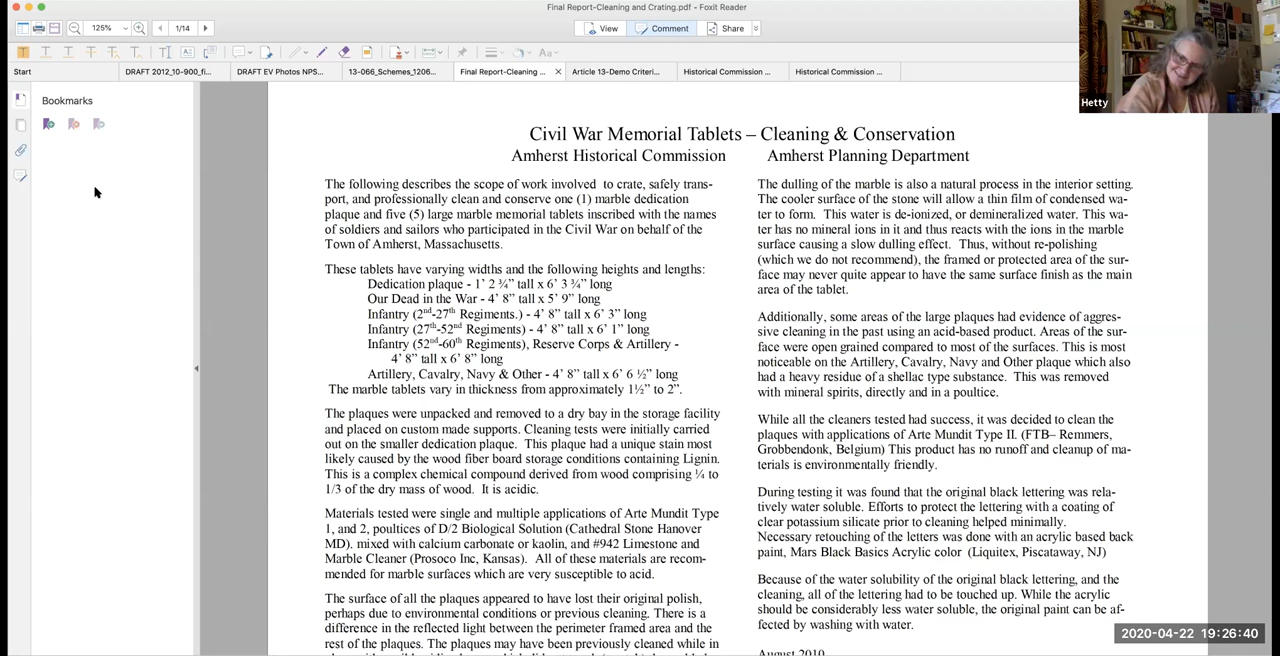 Final Report-Cleaning and Crating.pdf - Foxit Reader
125%
1/14
View
Comment
Share
Start
DRAFT 2012_10-900_fi...
DRAFT EV Photos NPS...
13-066_Schemes_1206...
Final Report-Cleaning ...
Article 13-Demo Criteri...
Historical Commission ...
Historical Commission ...
Hetty
Bookmarks
Civil War Memorial Tablets – Cleaning & Conservation
Amherst Historical Commission Amherst Planning Department
The following describes the scope of work involved to crate, safely trans-
port, and professionally clean and conserve one (1) marble dedication
plaque and five (5) large marble memorial tablets inscribed with the names
of soldiers and sailors who participated in the Civil War on behalf of the
Town of Amherst, Massachusetts.
These tablets have varying widths and the following heights and lengths:
Dedication plaque - 1’ 2 ¾” tall x 6’ 3 ¾” long
Our Dead in the War - 4’ 8” tall x 5’ 9” long
Infantry (2nd-27th Regiments.) - 4’ 8” tall x 6’ 3” long
Infantry (27th-52nd Regiments) - 4’ 8” tall x 6’ 1” long
Infantry (52nd-60th Regiments), Reserve Corps & Artillery -
4’ 8” tall x 6’ 8” long
Artillery, Cavalry, Navy & Other - 4’ 8” tall x 6’ 6 ½” long
The marble tablets vary in thickness from approximately 1½” to 2”.
The plaques were unpacked and removed to a dry bay in the storage facility
and placed on custom made supports. Cleaning tests were initially carried
out on the smaller dedication plaque. This plaque had a unique stain most
likely caused by the wood fiber board storage conditions containing Lignin.
This is a complex chemical compound derived from wood comprising ¼ to
1/3 of the dry mass of wood. It is acidic.
Materials tested were single and multiple applications of Arte Mundit Type
1, and 2, poultices of D/2 Biological Solution (Cathedral Stone Hanover
MD). mixed with calcium carbonate or kaolin, and #942 Limestone and
Marble Cleaner (Prosoco Inc, Kansas). All of these materials are recom-
mended for marble surfaces which are very susceptible to acid.
The surface of all the plaques appeared to have lost their original polish,
perhaps due to environmental conditions or previous cleaning. There is a
difference in the reflected light between the perimeter framed area and the
rest of the plaques. The plaques may have been previously cleaned while in
The dulling of the marble is also a natural process in the interior setting.
The cooler surface of the stone will allow a thin film of condensed wa-
ter to form. This water is de-ionized, or demineralized water. This wa-
ter has no mineral ions in it and thus reacts with the ions in the marble
surface causing a slow dulling effect. Thus, without re-polishing
(which we do not recommend), the framed or protected area of the sur-
face may never quite appear to have the same surface finish as the main
area of the tablet.
Additionally, some areas of the large plaques had evidence of aggres-
sive cleaning in the past using an acid-based product. Areas of the sur-
face were open grained compared to most of the surfaces. This is most
noticeable on the Artillery, Cavalry, Navy and Other plaque which also
had a heavy residue of a shellac type substance. This was removed
with mineral spirits, directly and in a poultice.
While all the cleaners tested had success, it was decided to clean the
plaques with applications of Arte Mundit Type II. (FTB– Remmers,
Grobbendonk, Belgium) This product has no runoff and cleanup of ma-
terials is environmentally friendly.
During testing it was found that the original black lettering was rela-
tively water soluble. Efforts to protect the lettering with a coating of
clear potassium silicate prior to cleaning helped minimally.
Necessary retouching of the letters was done with an acrylic based back
paint, Mars Black Basics Acrylic color (Liquitex, Piscataway, NJ)
Because of the water solubility of the original black lettering, and the
cleaning, all of the lettering had to be touched up. While the acrylic
should be considerably less water soluble, the original paint can be af-
fected by washing with water.
August 2010
2020-04-22 19:26:40